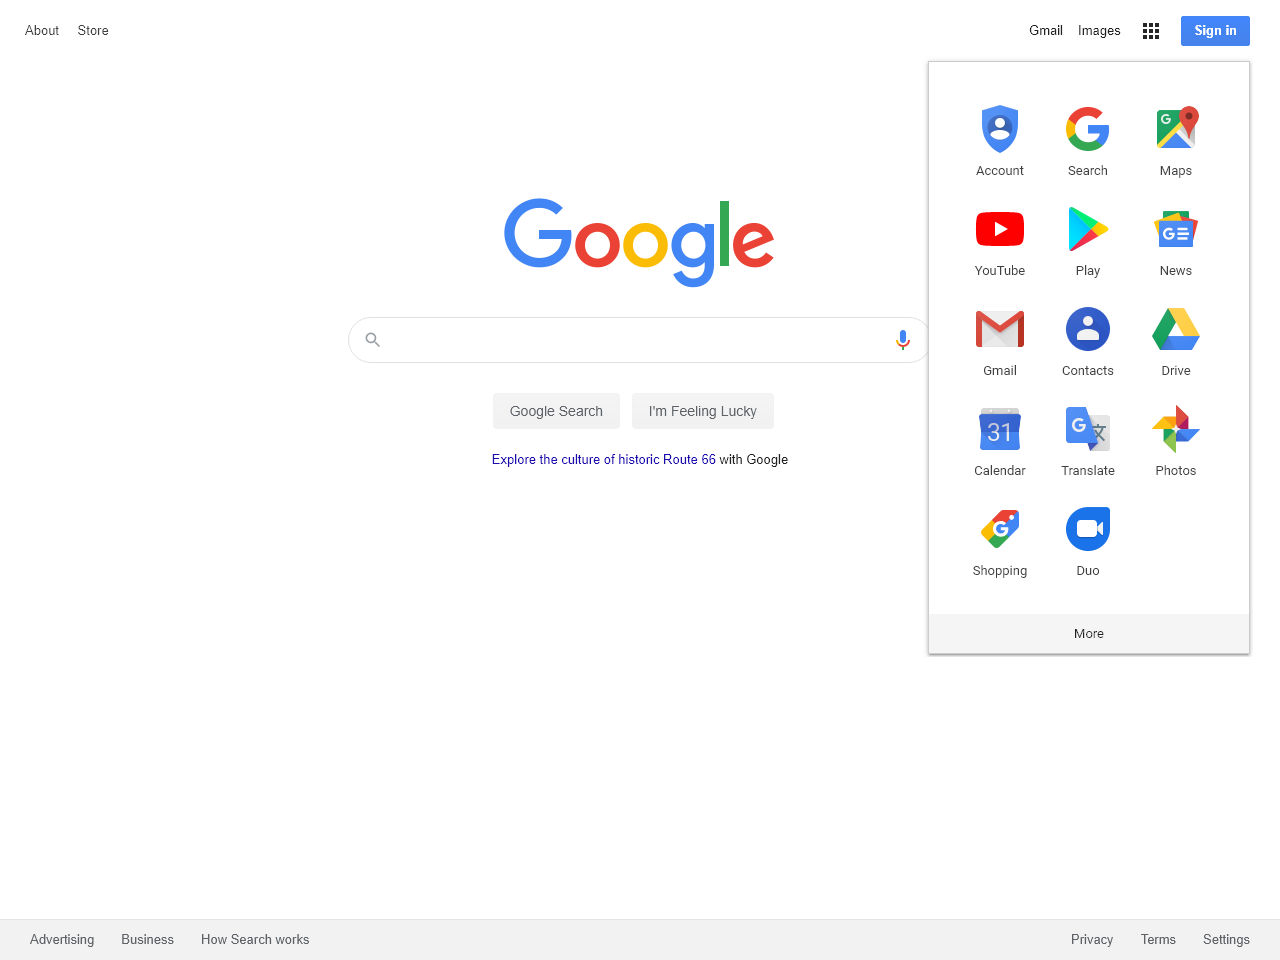 About Store
Gmail Images Sign in
Account Search Maps
G
YouTube Play News
G
Google
Gmail Contacts Drive
Google Search I'm Feeling Lucky
31
G
Calendar Translate Photos
Explore the culture of historic Route 66 with Google
G
Shopping Duo
More
Advertising Business How Search works
Privacy Terms Settings